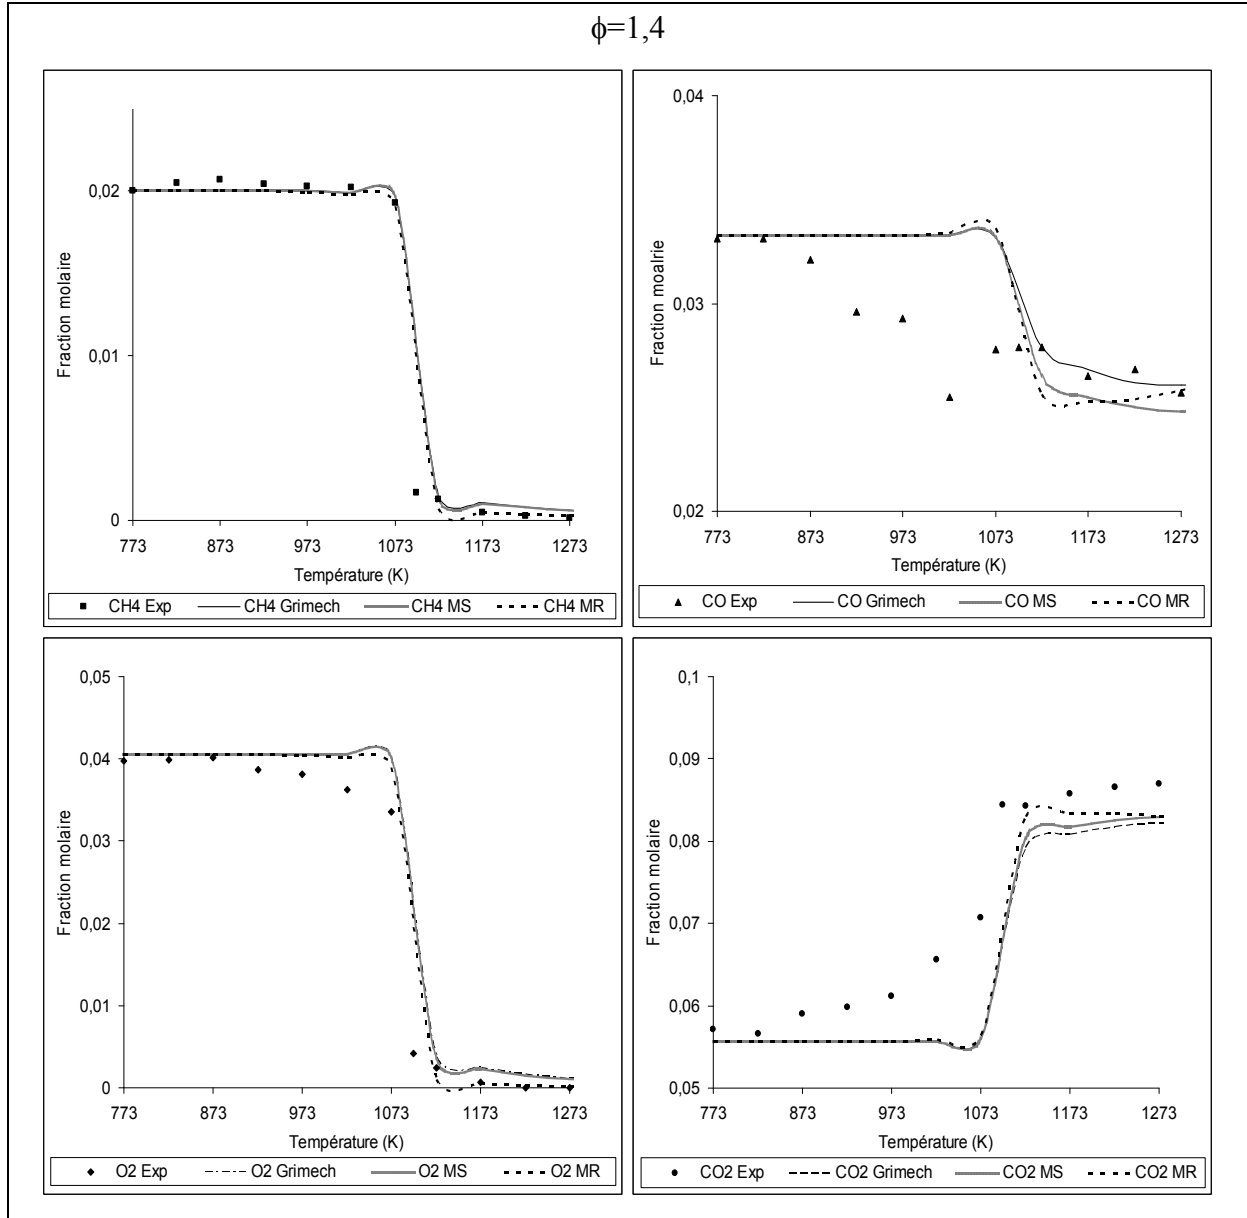 ϕ=1,4
0,02
0,01
0
Fraction molaire
773 873 973 1073 1173 1273
Température (K)
CH4 Exp CH4 Grimech CH4 MS CH4 MR
0,04
0,03
0,02
Fraction moalrie
773 873 973 1073 1173 1273
Température (K)
CO Exp CO Grimech CO MS CO MR
0,05
0,04
0,03
0,02
0,01
0
Fraction molaire
773 873 973 1073 1173 1273
Température (K)
O2 Exp O2 Grimech O2 MS O2 MR
0,1
0,09
0,08
0,07
0,06
0,05
Fraction molaire
773 873 973 1073 1173 1273
Température (K)
CO2 Exp CO2 Grimech CO2 MS CO2 MR